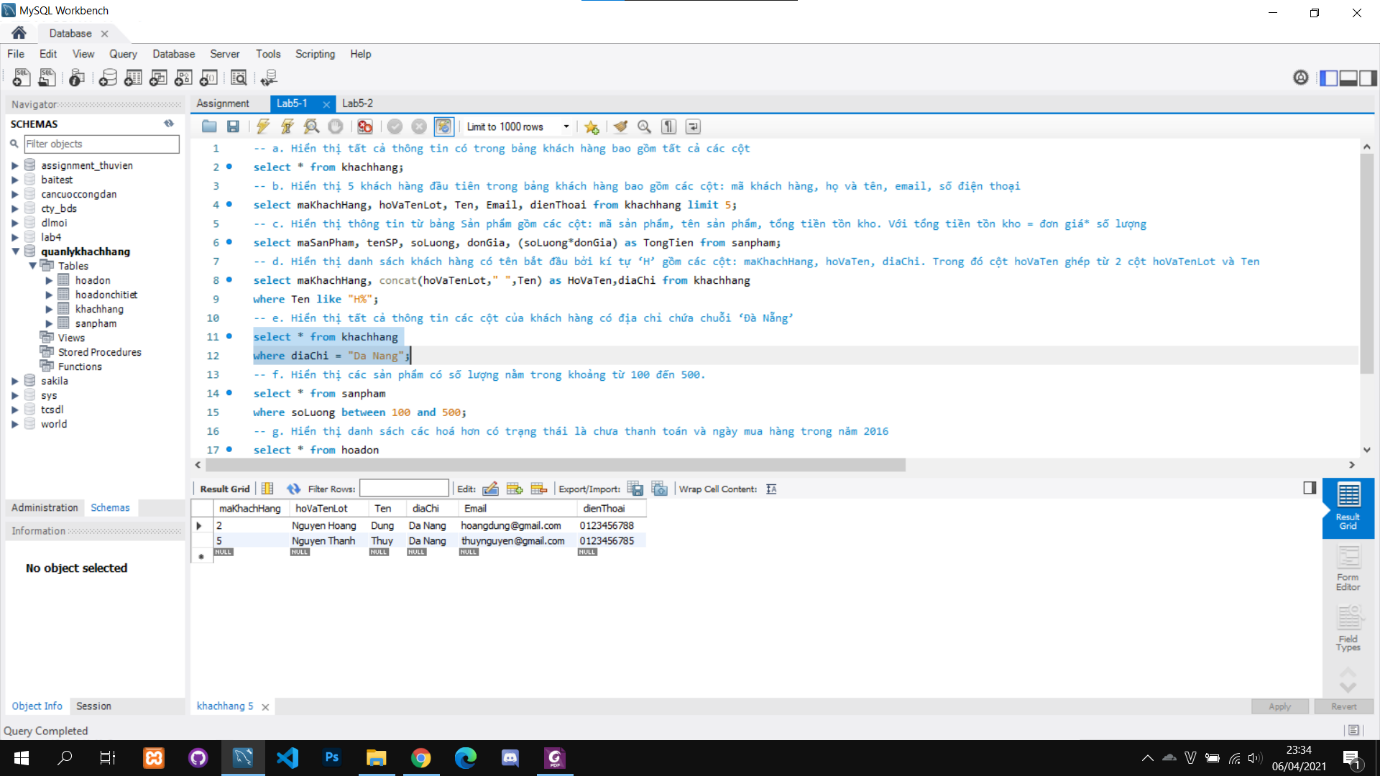 MySQL Workbench
Database
File Edit View Query Database Server Tools Scripting Help
Navigator
SCHEMAS
Filter objects
assignment_thuvien
baitest
cancuoccongdan
cty_bds
dlmoi
lab4
quanlykhachhang
Tables
hoadon
hoadonchitiet
khachhang
sanpham
Views
Stored Procedures
Functions
sakila
sys
tcsdl
world
Administration Schemas
Information
No object selected
Object Info Session
Query Completed
Assignment Lab5-1 Lab5-2
Limit to 1000 rows
1 -- a. Hiển thị tất cả thông tin có trong bảng khách hàng bao gồm tất cả các cột
2 select * from khachhang;
3 -- b. Hiển thị 5 khách hàng đầu tiên trong bảng khách hàng bao gồm các cột: mã khách hàng, họ và tên, email, số điện thoại
4 select maKhachHang, hoVaTenLot, Ten, Email, dienThoai from khachhang limit 5;
5 -- c. Hiển thị thông tin từ bảng Sản phẩm gồm các cột: mã sản phẩm, tên sản phẩm, tổng tiền tồn kho. Với tổng tiền tồn kho = đơn giá* số lượng
6 select maSanPham, tenSP, soLuong, donGia, (soLuong*donGia) as TongTien from sanpham;
7 -- d. Hiển thị danh sách khách hàng có tên bắt đầu bởi kí tự ‘H’ gồm các cột: maKhachHang, hoVaTen, diaChi. Trong đó cột hoVaTen ghép từ 2 cột hoVaTenLot và Ten
8 select maKhachHang, concat(hoVaTenLot," ",Ten) as HoVaTen,diaChi from khachhang
9 where Ten like "H%";
10 -- e. Hiển thị tất cả thông tin các cột của khách hàng có địa chỉ chứa chuỗi ‘Đà Nẵng’
11 select * from khachhang
12 where diaChi = "Da Nang";
13 -- f. Hiển thị các sản phẩm có số lượng nằm trong khoảng từ 100 đến 500.
14 select * from sanpham
15 where soLuong between 100 and 500;
16 -- g. Hiển thị danh sách các hoá hơn có trạng thái là chưa thanh toán và ngày mua hàng trong năm 2016
17 select * from hoadon
Result Grid Filter Rows: Edit: Export/Import: Wrap Cell Content:
maKhachHang hoVaTenLot Ten diaChi Email dienThoai
2 Nguyen Hoang Dung Da Nang hoangdung@gmail.com 0123456788
5 Nguyen Thanh Thuy Da Nang thuynguyen@gmail.com 0123456785
NULL NULL NULL NULL NULL NULL
Result Grid
Form Editor
Field Types
khachhang 5
Apply Revert
23:34
06/04/2021